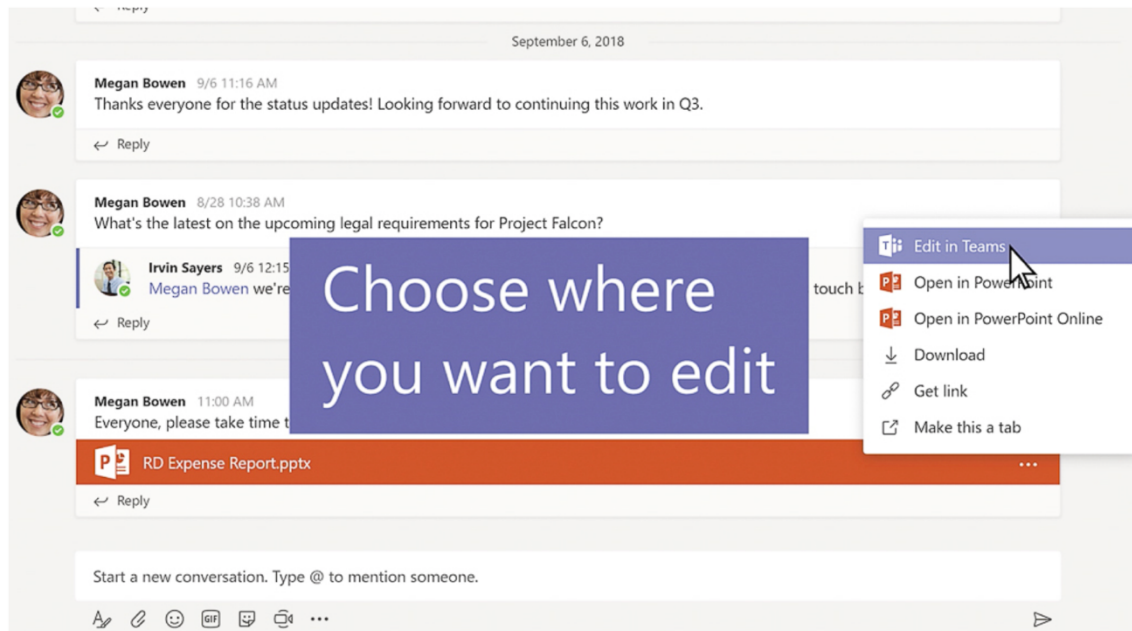 Reply
September 6, 2018
Megan Bowen 9/6 11:16 AM
Thanks everyone for the status updates! Looking forward to continuing this work in Q3.
Reply
Megan Bowen 8/28 10:38 AM
What's the latest on the upcoming legal requirements for Project Falcon?
Irvin Sayers 9/6 12:15
Megan Bowen we're
touch
Reply
Choose where
you want to edit
Edit in Teams
Open in PowerPoint
Open in PowerPoint Online
Download
Get link
Make this a tab
Megan Bowen 11:00 AM
Everyone, please take time
RD Expense Report.pptx
Reply
Start a new conversation. Type @ to mention someone.
GIF